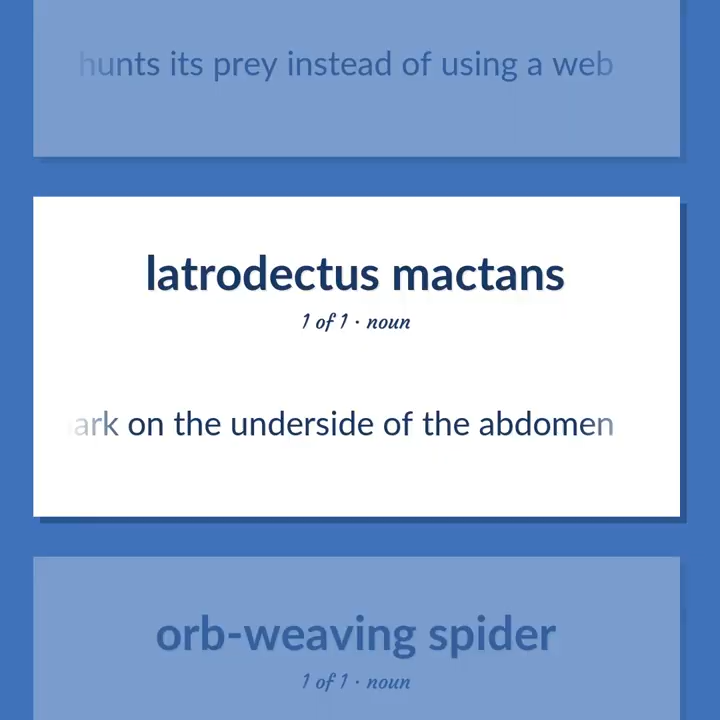 hunts its prey instead of using a web
latrodectus mactans
1 of 1 · noun
ark on the underside of the abdomen
orb-weaving spider
1 of 1 · noun